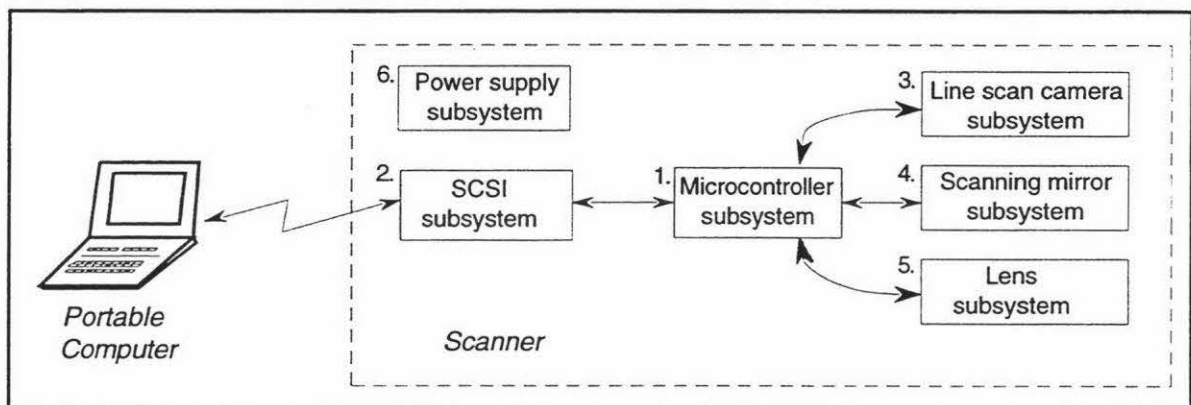 6. Power supply
subsystem
3. Line scan camera
subsystem
2. SCSI
subsystem
1. Microcontroller
subsystem
4. Scanning mirror
subsystem
5. Lens
subsystem
Portable
Computer
Scanner